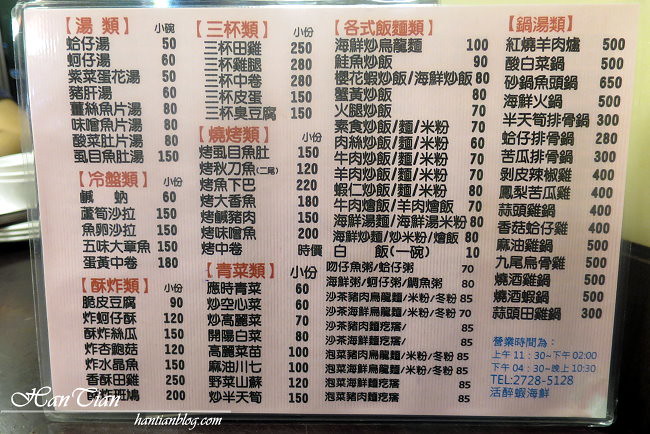 【湯 類】 小碗
蛤仔湯 50
蚵仔湯 60
紫菜蛋花湯 50
豬肝湯 60
薑絲魚片湯 80
味噌魚片湯 80
酸菜肚片湯 80
虱目魚肚湯 150
【冷盤類】 小份
鹹 蚋 60
蘆筍沙拉 150
魚卵沙拉 150
五味大章魚 150
蛋黃中卷 180
【酥炸類】 小份
脆皮豆腐 90
炸蚵仔酥 120
酥炸絲瓜 150
炸杏鮑菇 120
炸水晶魚 150
香酥田雞 250
200
【三杯類】 小份
三杯田雞 250
三杯雞腿 280
三杯中卷 280
三杯皮蛋 150
三杯臭豆腐 150
【燒烤類】 小份
烤虱目魚肚 150
烤秋刀魚(二尾) 120
烤魚下巴 220
烤大香魚 180
烤鹹豬肉 150
烤味噌魚 200
烤中卷 時價
【青菜類】 小份
應時青菜 60
炒空心菜 60
炒高麗菜 70
開陽白菜 80
高麗菜苗 100
麻油川七 100
野菜山蘇 120
炒半天筍 150
【各式飯麵類】
海鮮炒烏龍麵 100
鮭魚炒飯 80
櫻花蝦炒飯/海鮮炒飯 80
蟹黃炒飯 80
火腿炒飯 70
素食炒飯/麵/米粉 70
肉絲炒飯/麵/米粉 60
牛肉炒飯/麵/米粉 70
羊肉炒飯/麵/米粉 70
蝦仁炒飯/麵/米粉 80
牛肉燴飯/羊肉燴飯 70
海鮮湯麵/海鮮湯米粉 80
海鮮炒麵/炒米粉/燴飯 80
白 飯(一碗) 10
吻仔魚粥/蛤仔粥 70
海鮮粥/蚵仔粥/鯛魚粥 80
沙茶豬肉烏龍麵/米粉/冬粉 85
沙茶海鮮烏龍麵/米粉/冬粉 85
沙茶豬肉麵疙瘩/ 85
沙茶海鮮麵疙瘩/ 85
泡菜豬肉烏龍麵/米粉/冬粉 85
泡菜海鮮烏龍麵/米粉/冬粉 85
泡菜海鮮麵疙瘩 85
泡菜豬肉麵疙瘩 85
【鍋湯類】
紅燒羊肉爐 500
酸白菜鍋 500
砂鍋魚頭鍋 650
海鮮火鍋 500
半天筍排骨鍋 300
蛤仔排骨鍋 280
苦瓜排骨鍋 300
剝皮辣椒雞 400
鳳梨苦瓜雞 400
蒜頭雞鍋 400
香菇蛤仔雞 400
麻油雞鍋 500
九尾烏骨雞 500
燒酒雞鍋 500
燒酒蝦鍋 500
蒜頭田雞鍋 300
營業時間為:
上午 11:30~下午 02:00
下午 04:30~晚上 10:30
TEL:2728-5128
活醉蝦海鮮
HanTian
hantianblog.com